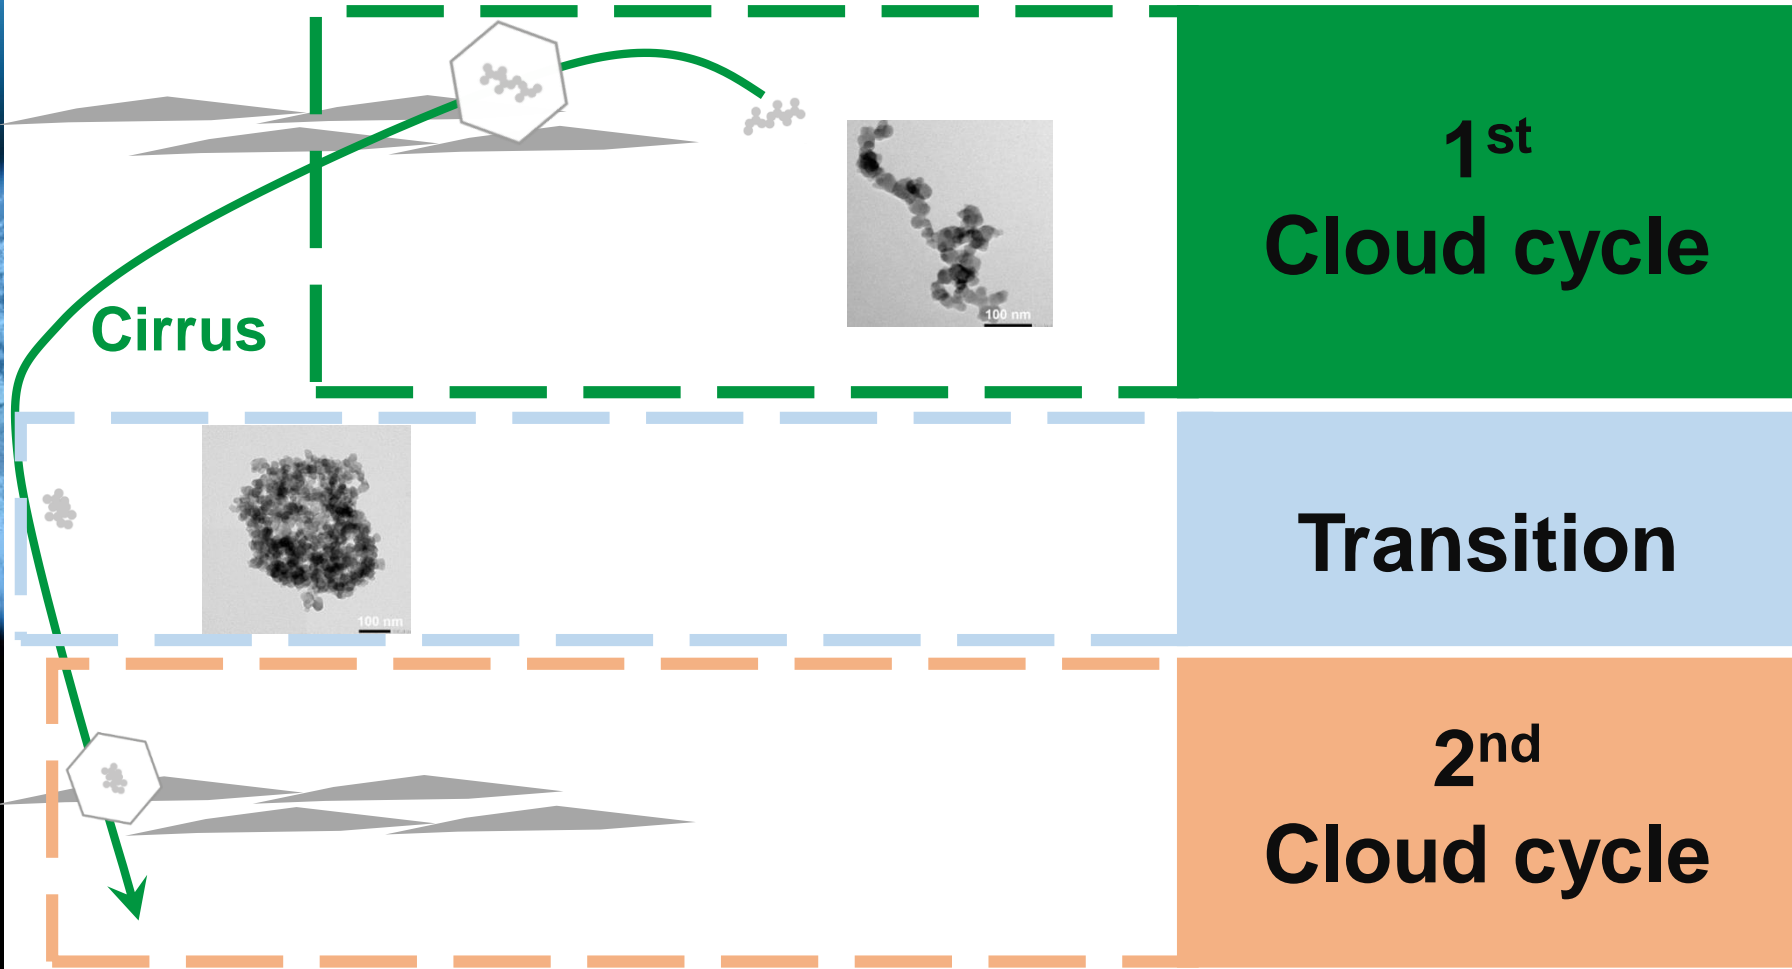 1st
Cloud cycle
100 nm
Cirrus
Transition
100 nm
2nd
Cloud cycle